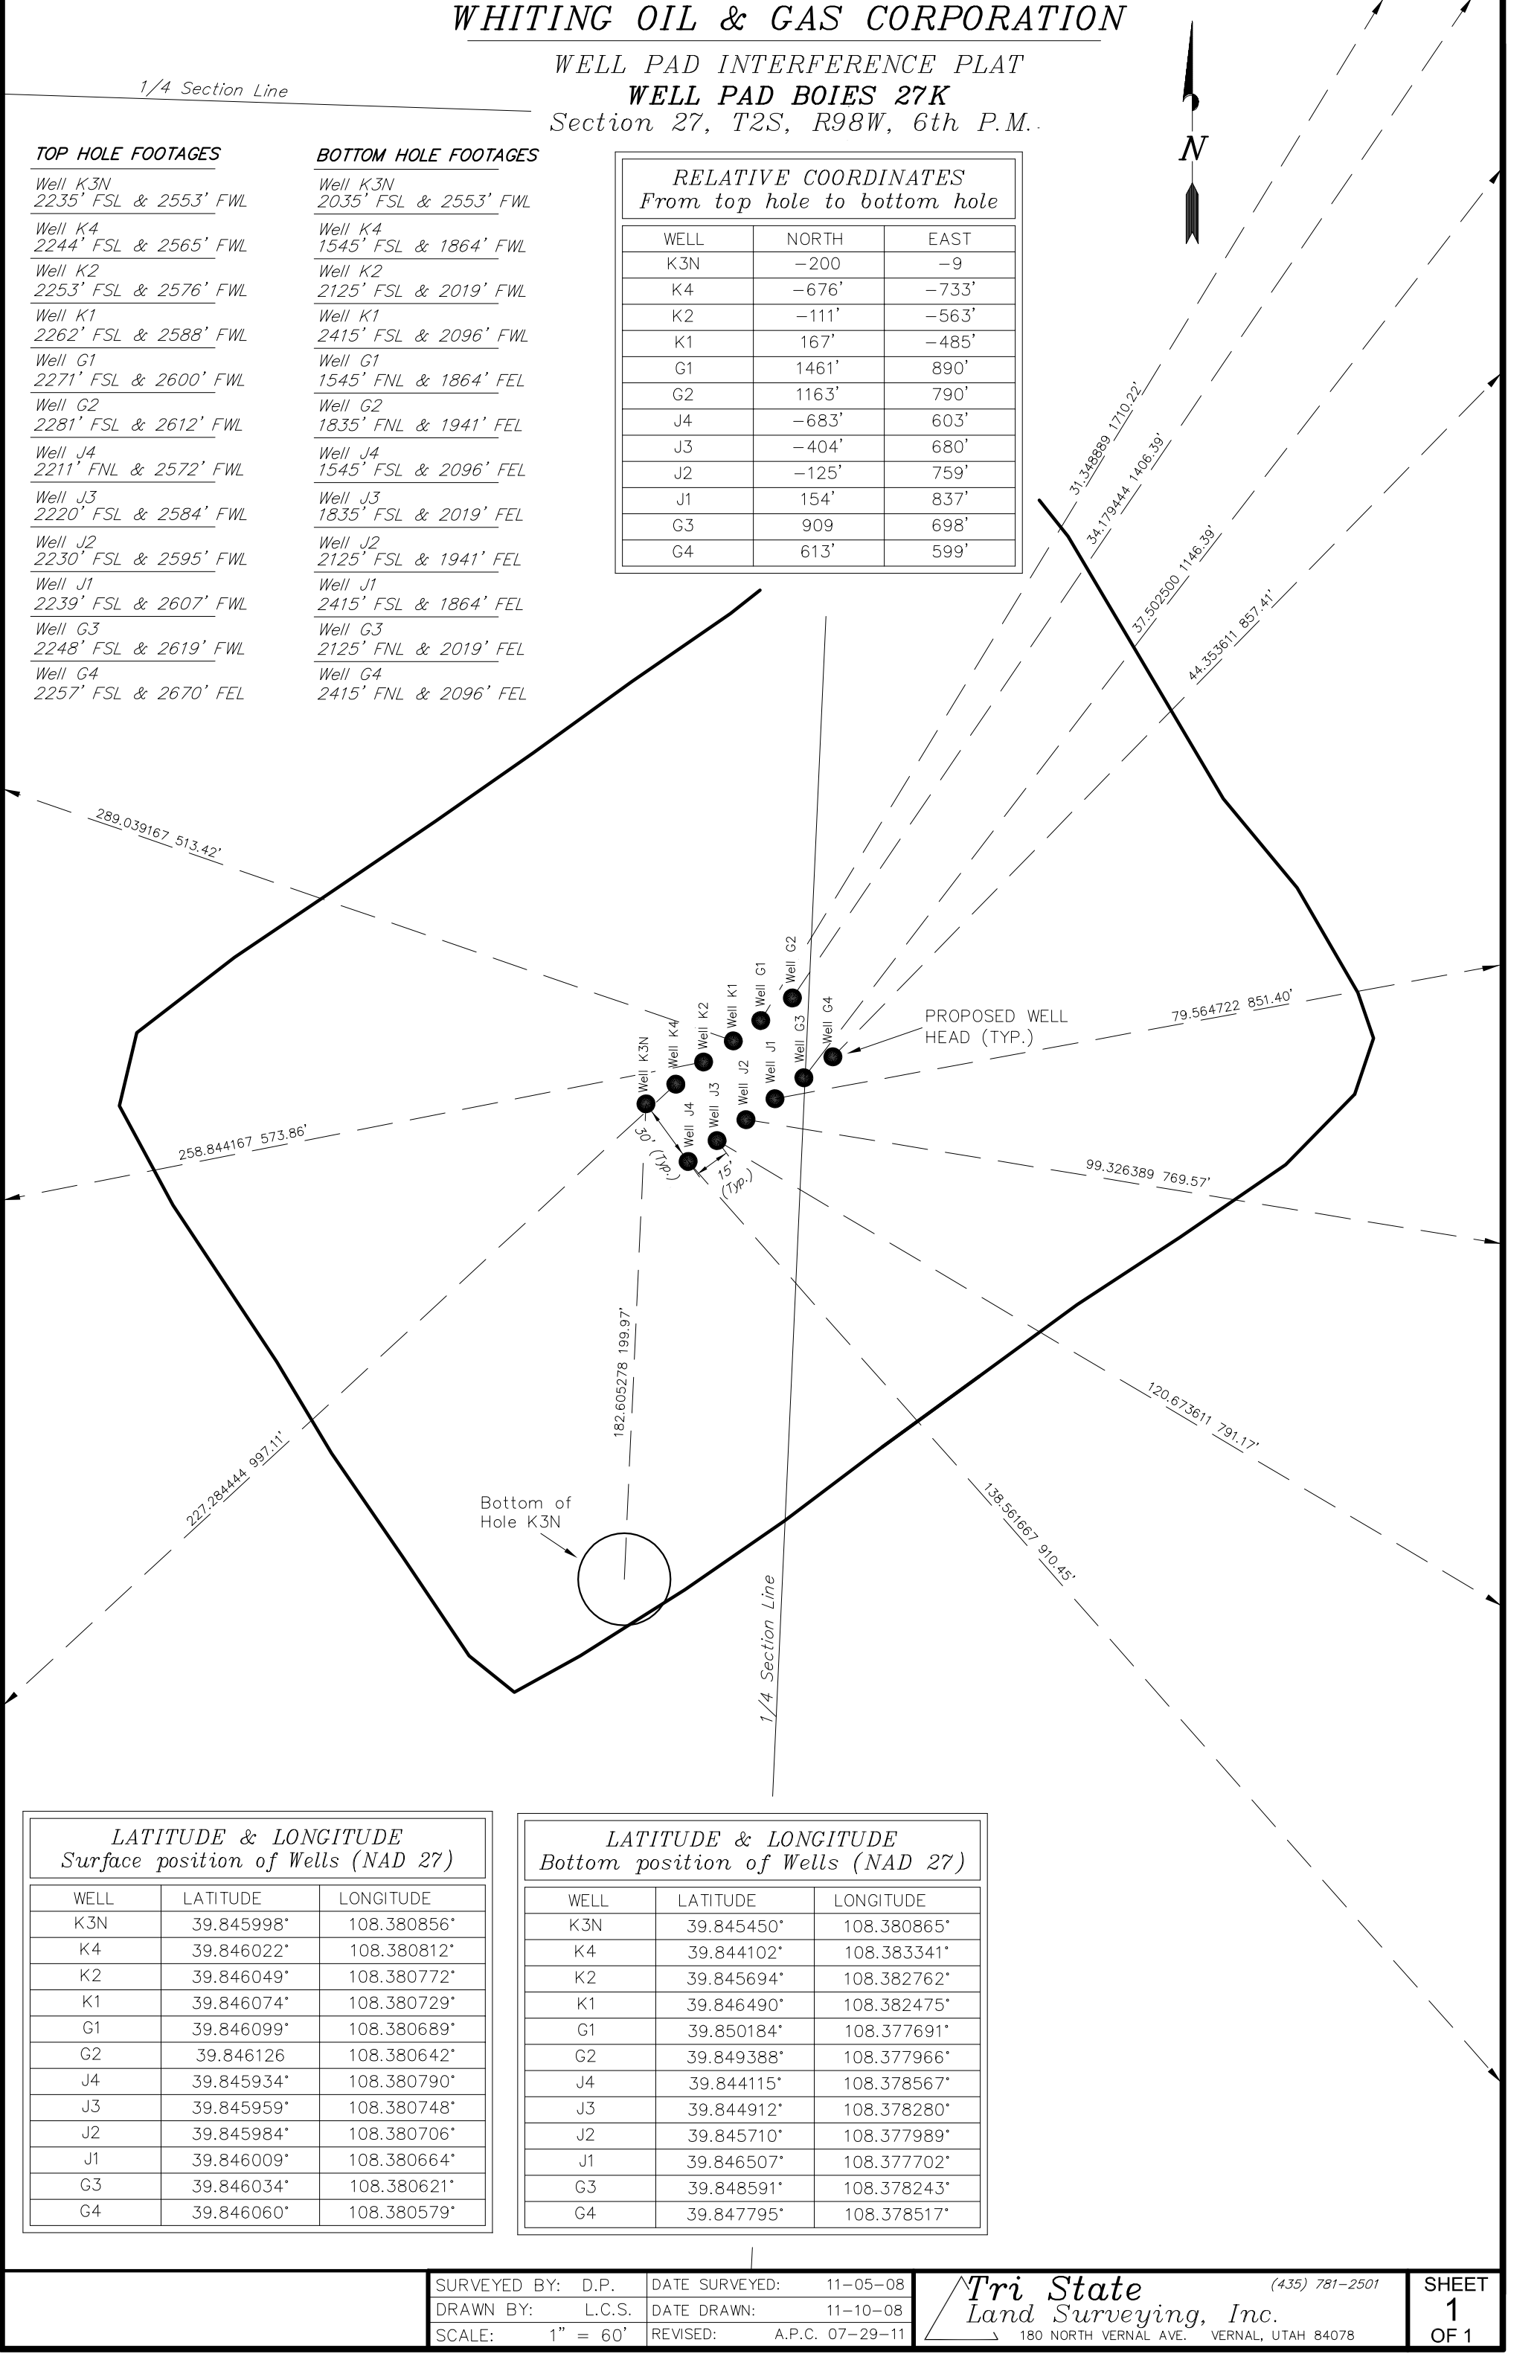 WHITING OIL & GAS CORPORATION
WELL PAD INTERFERENCE PLAT
WELL PAD BOIES 27K
Section 27, T2S, R98W, 6th P.M.
1/4 Section Line
N
TOP HOLE FOOTAGES
Well K3N
2235' FSL & 2553' FWL
Well K4
2244' FSL & 2565' FWL
Well K2
2253' FSL & 2576' FWL
Well K1
2262' FSL & 2588' FWL
Well G1
2271' FSL & 2600' FWL
Well G2
2281' FSL & 2612' FWL
Well J4
2211' FNL & 2572' FWL
Well J3
2220' FSL & 2584' FWL
Well J2
2230' FSL & 2595' FWL
Well J1
2239' FSL & 2607' FWL
Well G3
2248' FSL & 2619' FWL
Well G4
2257' FSL & 2670' FEL
BOTTOM HOLE FOOTAGES
Well K3N
2035' FSL & 2553' FWL
Well K4
1545' FSL & 1864' FWL
Well K2
2125' FSL & 2019' FWL
Well K1
2415' FSL & 2096' FWL
Well G1
1545' FNL & 1864' FEL
Well G2
1835' FNL & 1941' FEL
Well J4
1545' FSL & 2096' FEL
Well J3
1835' FSL & 2019' FEL
Well J2
2125' FSL & 1941' FEL
Well J1
2415' FSL & 1864' FEL
Well G3
2125' FNL & 2019' FEL
Well G4
2415' FNL & 2096' FEL
RELATIVE COORDINATES
From top hole to bottom hole
WELL NORTH EAST
K3N -200 -9
K4 -676' -733'
K2 -111' -563'
K1 167' -485'
G1 1461' 890'
G2 1163' 790'
J4 -683' 603'
J3 -404' 680'
J2 -125' 759'
J1 154' 837'
G3 909 698'
G4 613' 599'
31.348889 1710.22'
34.179444 1406.39'
37.502500 1146.39'
44.353611 857.41'
289.039167 513.42'
79.564722 851.40'
258.844167 573.86'
99.326389 769.57'
182.605278 199.97'
120.673611 791.17'
227.284444 997.11'
138.561667 910.45'
Well K3N
Well K4
Well K2
Well K1
Well G1
Well G2
Well J4
Well J3
Well J2
Well J1
Well G3
Well G4
PROPOSED WELL
HEAD (TYP.)
30' (Typ.)
15'
(Typ.)
Bottom of
Hole K3N
1/4 Section Line
LATITUDE & LONGITUDE
Surface position of Wells (NAD 27)
WELL LATITUDE LONGITUDE
K3N 39.845998° 108.380856°
K4 39.846022° 108.380812°
K2 39.846049° 108.380772°
K1 39.846074° 108.380729°
G1 39.846099° 108.380689°
G2 39.846126 108.380642°
J4 39.845934° 108.380790°
J3 39.845959° 108.380748°
J2 39.845984° 108.380706°
J1 39.846009° 108.380664°
G3 39.846034° 108.380621°
G4 39.846060° 108.380579°
LATITUDE & LONGITUDE
Bottom position of Wells (NAD 27)
WELL LATITUDE LONGITUDE
K3N 39.845450° 108.380865°
K4 39.844102° 108.383341°
K2 39.845694° 108.382762°
K1 39.846490° 108.382475°
G1 39.850184° 108.377691°
G2 39.849388° 108.377966°
J4 39.844115° 108.378567°
J3 39.844912° 108.378280°
J2 39.845710° 108.377989°
J1 39.846507° 108.377702°
G3 39.848591° 108.378243°
G4 39.847795° 108.378517°
SURVEYED BY: D.P. DATE SURVEYED: 11-05-08
DRAWN BY: L.C.S. DATE DRAWN: 11-10-08
SCALE: 1" = 60' REVISED: A.P.C. 07-29-11
Tri State (435) 781-2501
Land Surveying, Inc.
180 NORTH VERNAL AVE. VERNAL, UTAH 84078
SHEET
1
OF 1